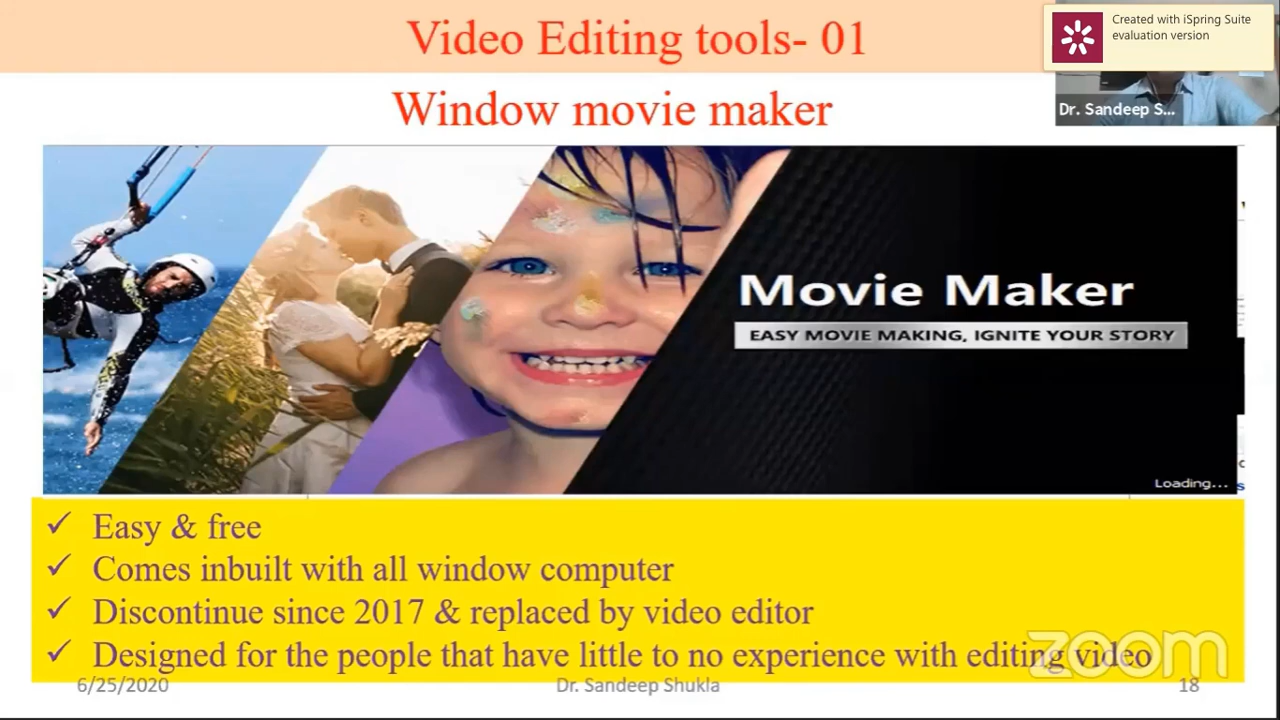 Video Editing tools- 01
Created with iSpring Suite
evaluation version
Dr. Sandeep S...
Window movie maker
Movie Maker
EASY MOVIE MAKING, IGNITE YOUR STORY
Loading...
✓ Easy & free
✓ Comes inbuilt with all window computer
✓ Discontinue since 2017 & replaced by video editor
✓ Designed for the people that have little to no experience with editing video
zoom
6/25/2020
Dr. Sandeep Shukla
18